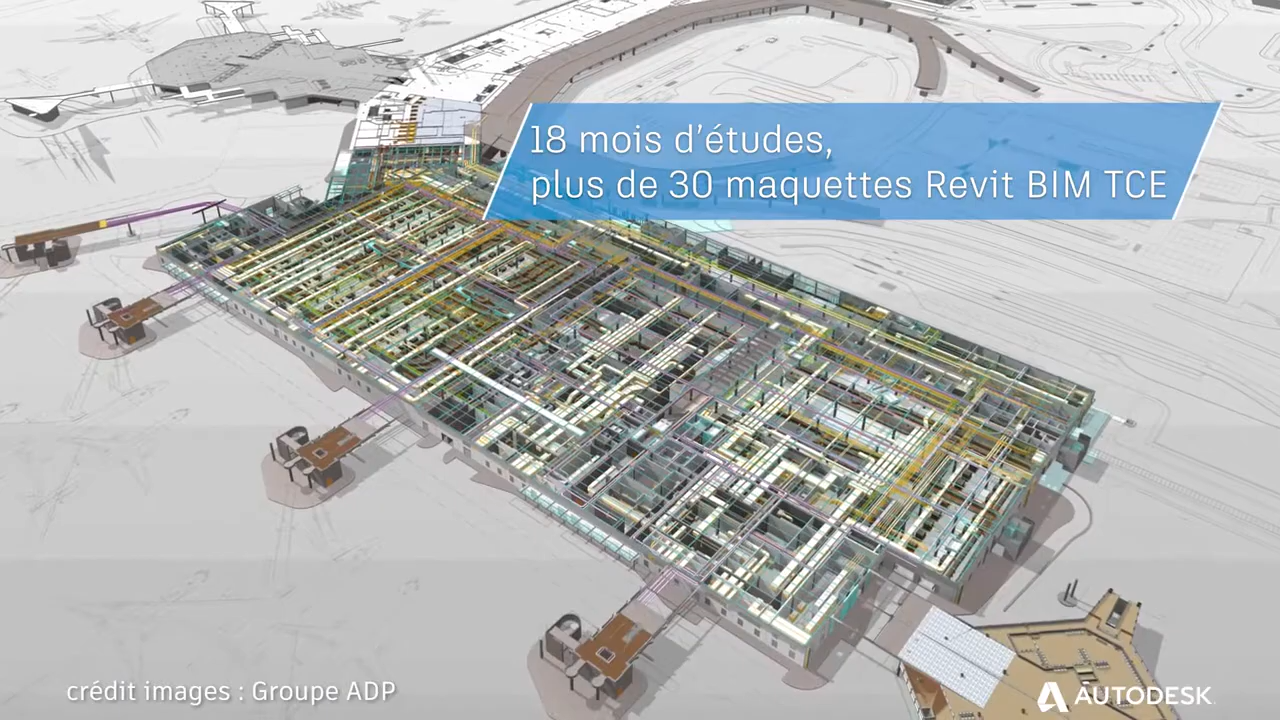 18 mois d'études,
plus de 30 maquettes Revit BIM TCE
crédit images : Groupe ADP
AUTODESK